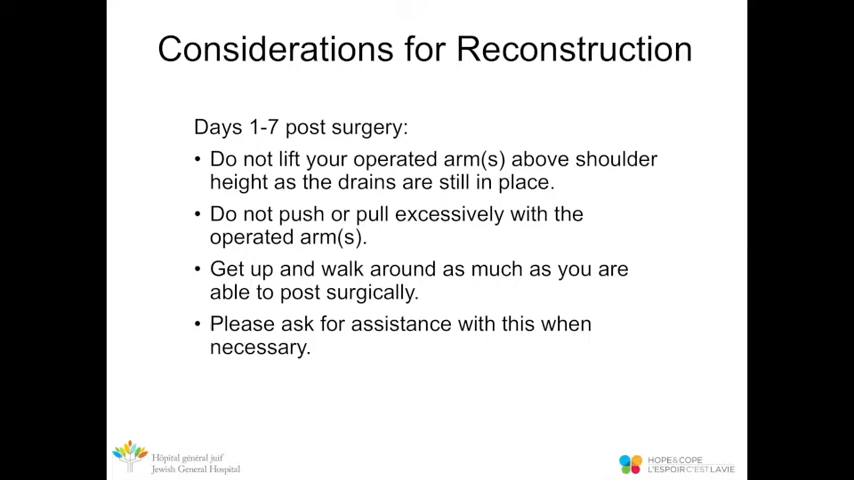 Considerations for Reconstruction
Days 1-7 post surgery:
• Do not lift your operated arm(s) above shoulder
height as the drains are still in place.
• Do not push or pull excessively with the
operated arm(s).
• Get up and walk around as much as you are
able to post surgically.
• Please ask for assistance with this when
necessary.
Hôpital général juif
Jewish General Hospital
HOPE&COPE
L'ESPOIR C'EST LA VIE